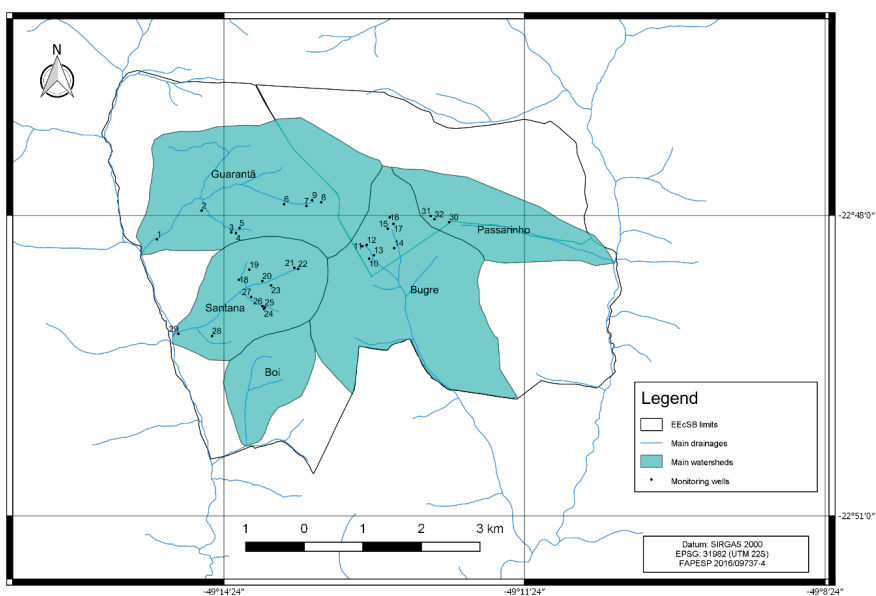 N
Guarantã
9
6
8
7
2
31
16
32
30
5
15
17
Passarinho
3
1
4
12
14
11
13
10
21
22
19
20
18
23
Bugre
27
26
25
Santana
24
29
28
Boi
-22°48'0"
Legend
EEcSB limits
Main drainages
Main watersheds
Monitoring wells
1 0 1 2 3 km
-22°51'0"
Datum: SIRGAS 2000
EPSG: 31982 (UTM 22S)
FAPESP 2016/09737-4
-49°14'24" -49°11'24" -49°8'24"